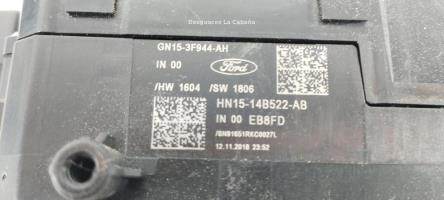 Desguaces La Cabaña
GN15-3F944-AH
IN 00
Ford
/HW 1604 /SW 1806
HN15-14B522-AB
IN 00 EB8FD
/BN91651RKC0027L
12.11.2018 23:52